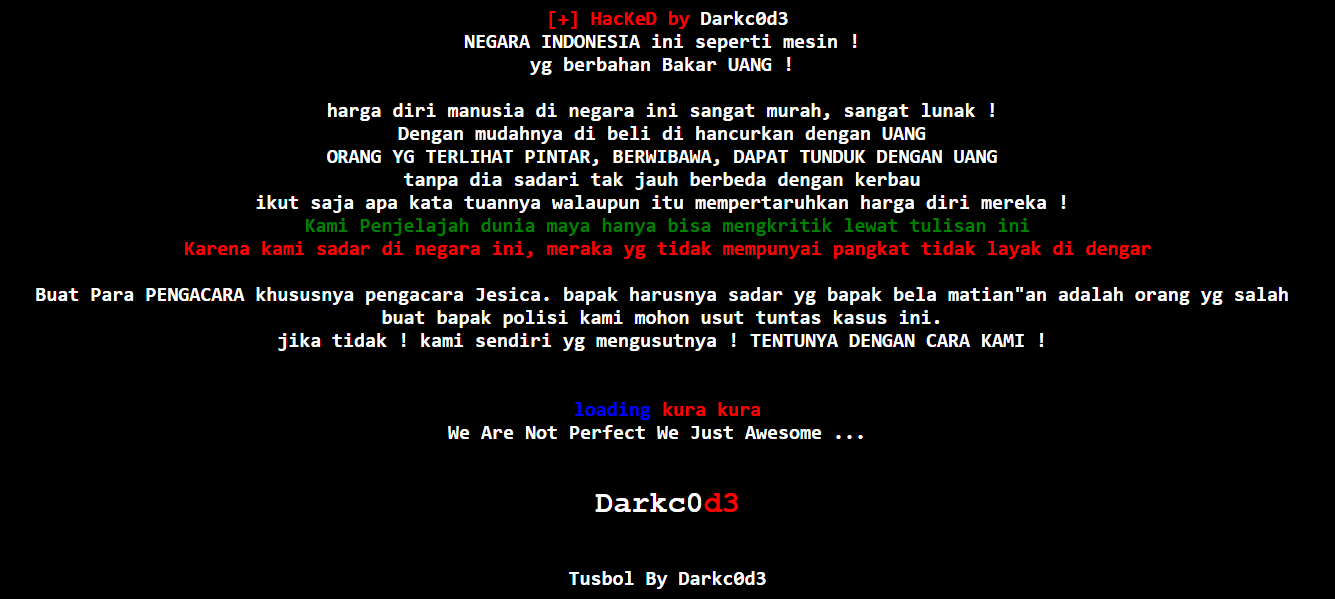 [+] HacKeD by Darkc0d3
NEGARA INDONESIA ini seperti mesin !
yg berbahan Bakar UANG !
harga diri manusia di negara ini sangat murah, sangat lunak !
Dengan mudahnya di beli di hancurkan dengan UANG
ORANG YG TERLIHAT PINTAR, BERWIBAWA, DAPAT TUNDUK DENGAN UANG
tanpa dia sadari tak jauh berbeda dengan kerbau
ikut saja apa kata tuannya walaupun itu mempertaruhkan harga diri mereka !
Kami Penjelajah dunia maya hanya bisa mengkritik lewat tulisan ini
Karena kami sadar di negara ini, meraka yg tidak mempunyai pangkat tidak layak di dengar
Buat Para PENGACARA khususnya pengacara Jesica. bapak harusnya sadar yg bapak bela matian"an adalah orang yg salah
buat bapak polisi kami mohon usut tuntas kasus ini.
jika tidak ! kami sendiri yg mengusutnya ! TENTUNYA DENGAN CARA KAMI !
loading kura kura
We Are Not Perfect We Just Awesome ...
Darkc0d3
Tusbol By Darkc0d3